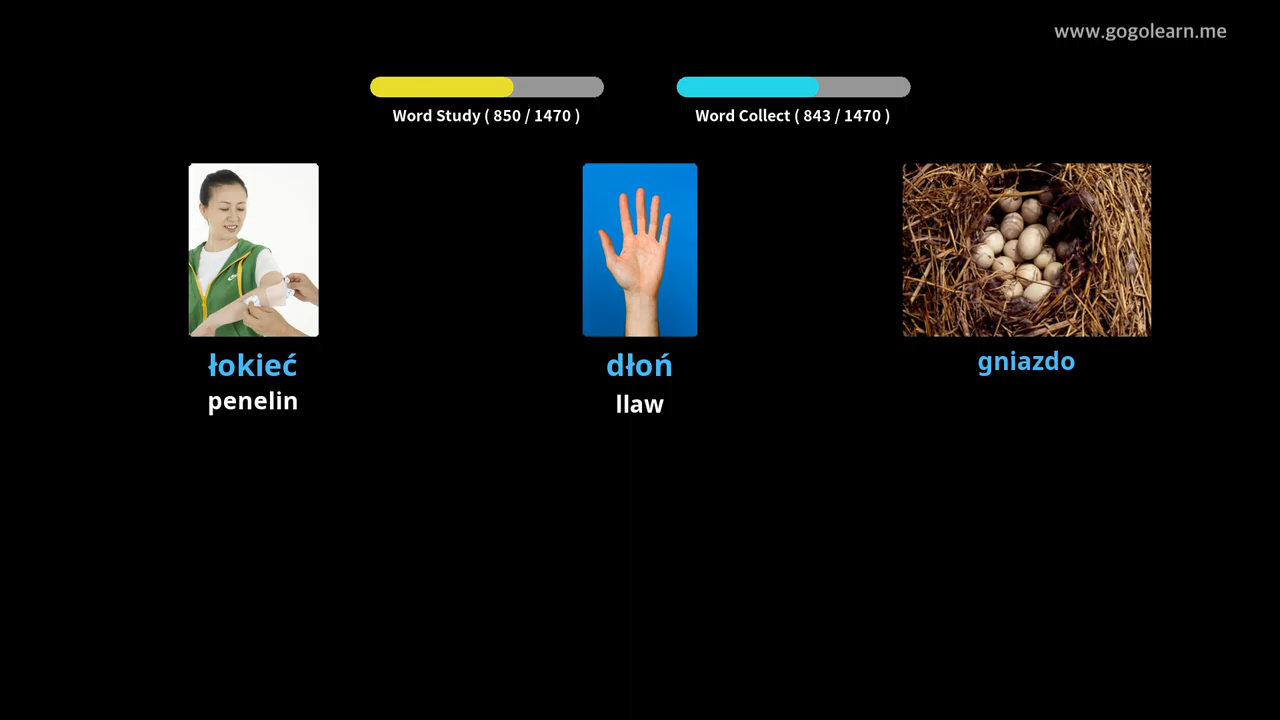 www.gogolearn.me
Word Study ( 850 / 1470 )
Word Collect ( 843 / 1470 )
łokieć
penelin
dłoń
llaw
gniazdo